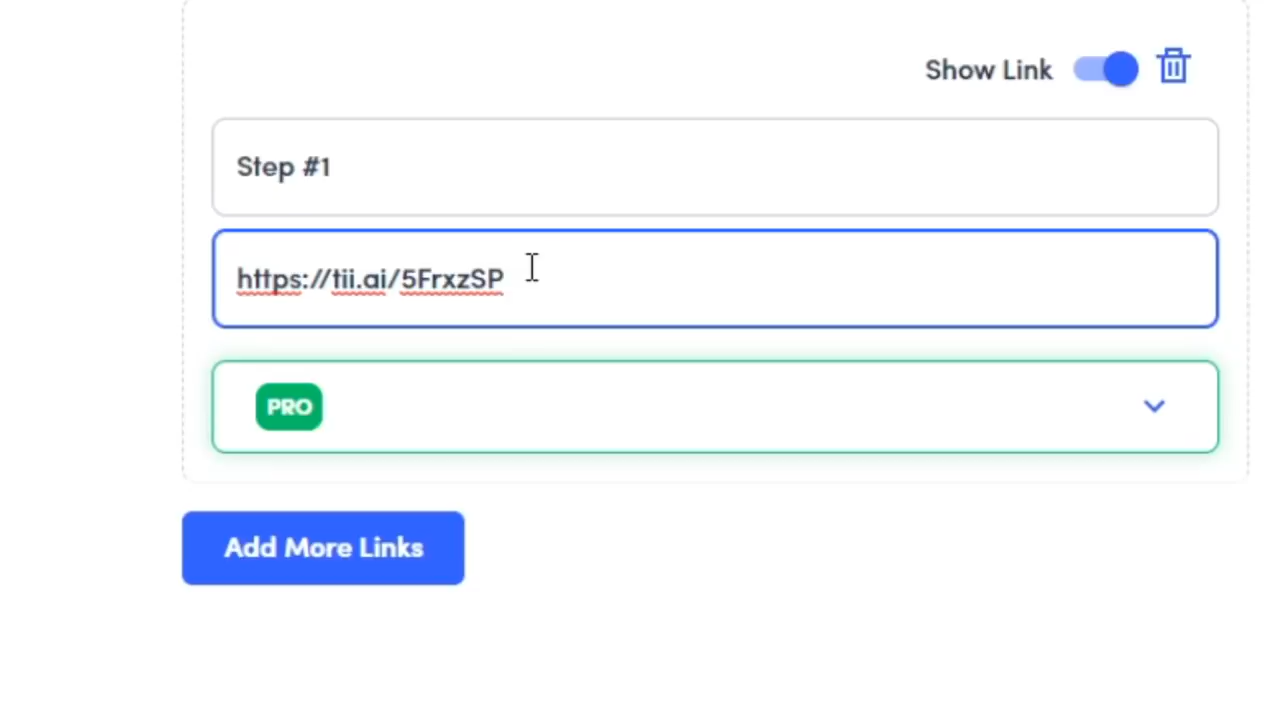 Show Link
Step #1
https://tii.ai/5FrxzSP
PRO
Add More Links